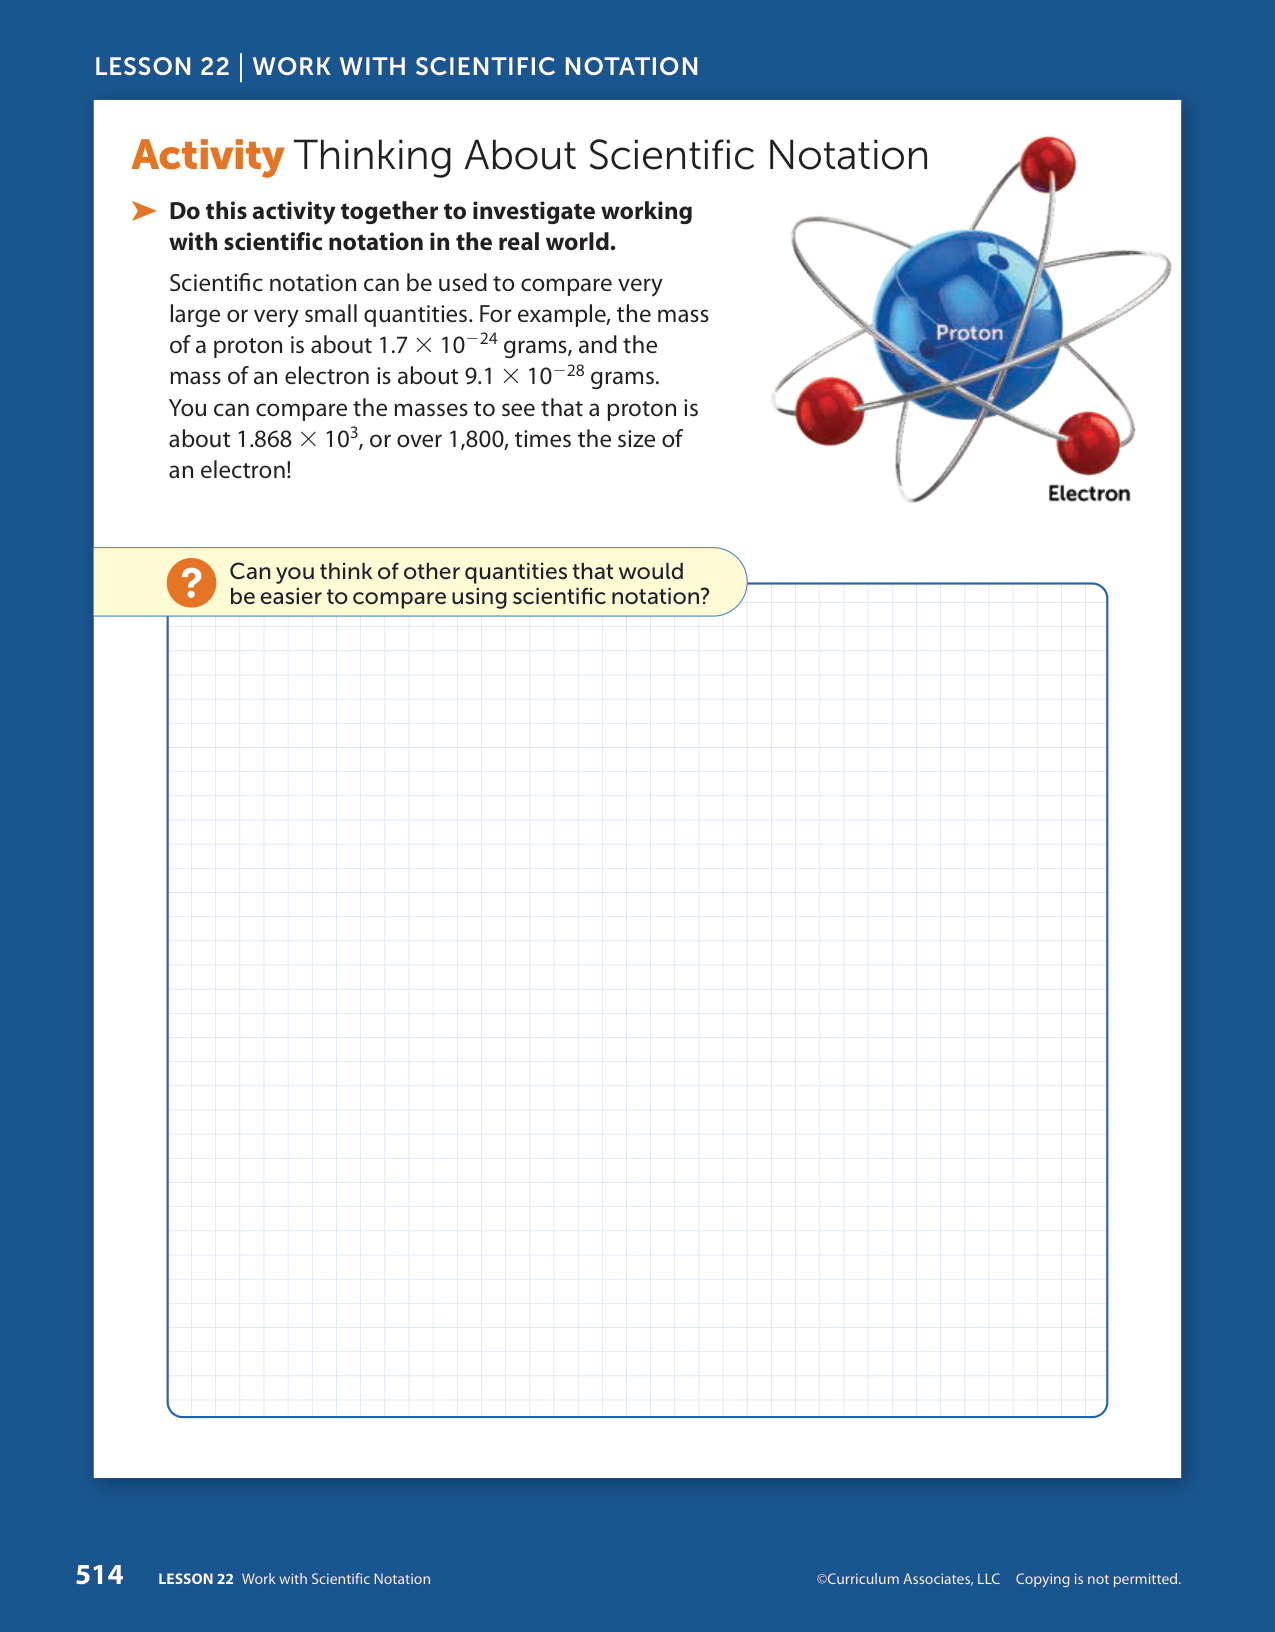 LESSON 22 | WORK WITH SCIENTIFIC NOTATION
Activity Thinking About Scientific Notation
➤ Do this activity together to investigate working
with scientific notation in the real world.
Scientific notation can be used to compare very
large or very small quantities. For example, the mass
of a proton is about 1.7 × 10⁻²⁴ grams, and the
mass of an electron is about 9.1 × 10⁻²⁸ grams.
You can compare the masses to see that a proton is
about 1.868 × 10³, or over 1,800, times the size of
an electron!
Proton
Electron
? Can you think of other quantities that would
be easier to compare using scientific notation?
514 LESSON 22 Work with Scientific Notation
©Curriculum Associates, LLC Copying is not permitted.